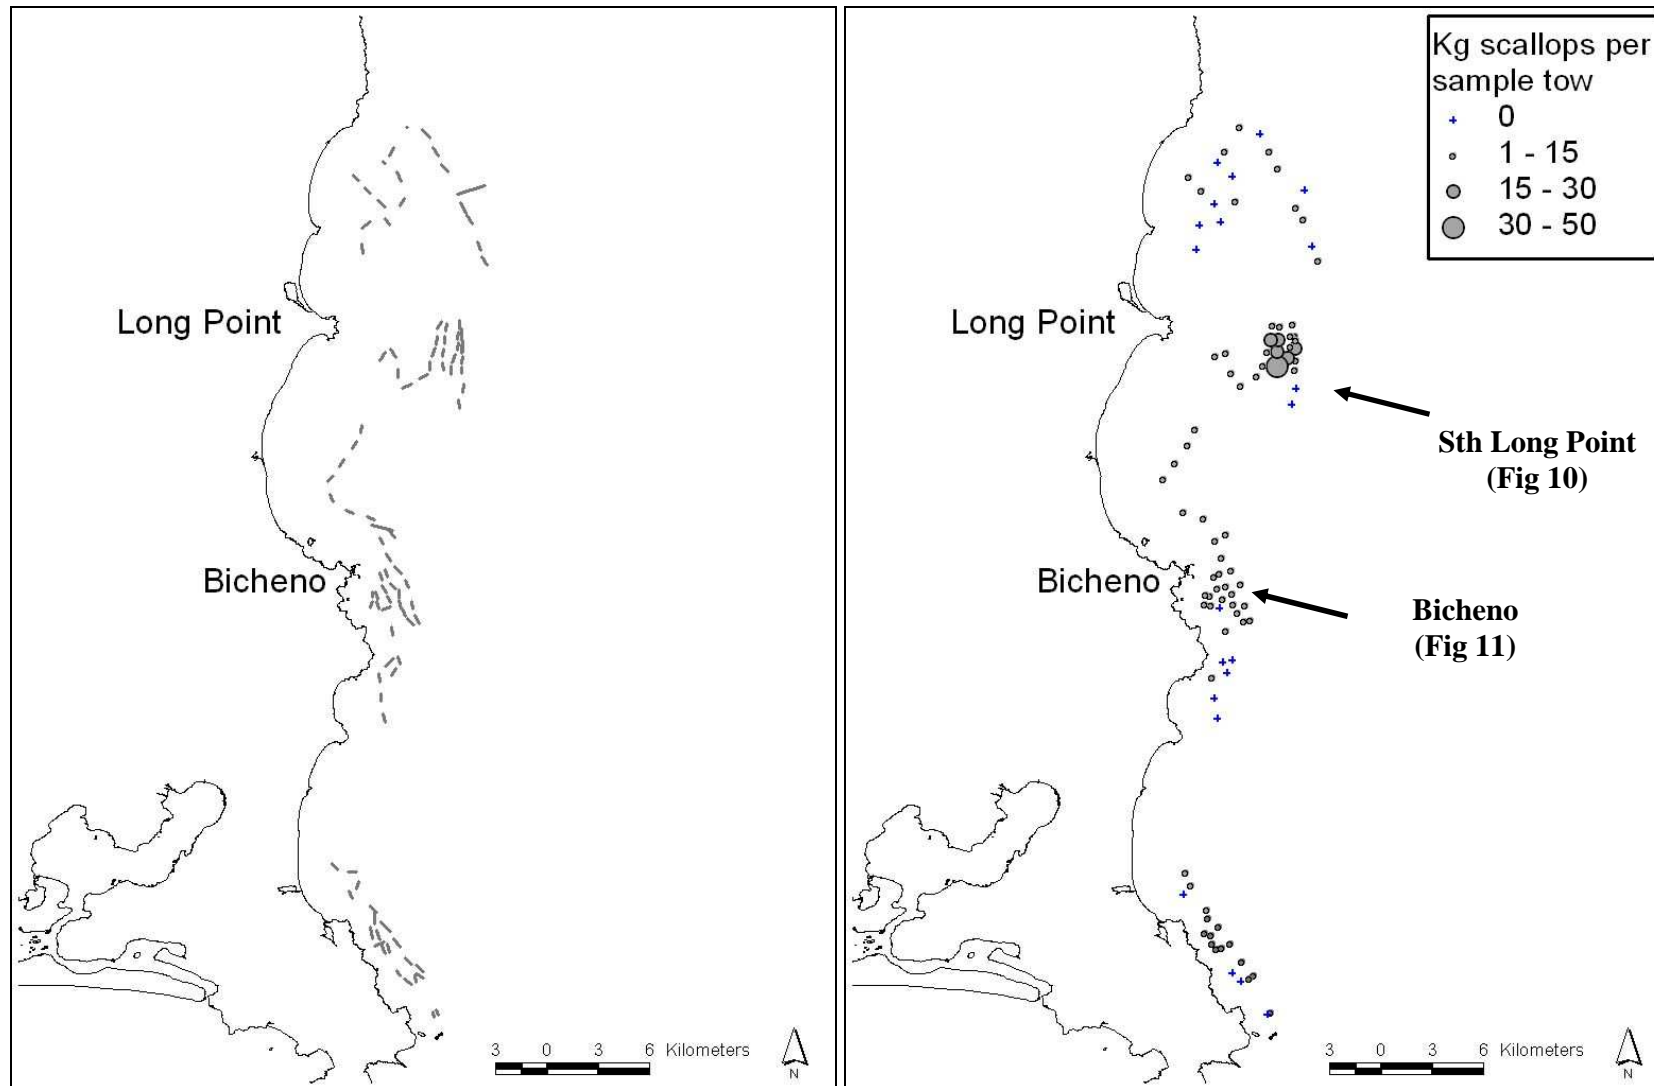 Long Point
Bicheno
3 0 3 6 Kilometers
N
Kg scallops per
sample tow
0
1 - 15
15 - 30
30 - 50
Long Point
Sth Long Point
(Fig 10)
Bicheno
Bicheno
(Fig 11)
3 0 3 6 Kilometers
N